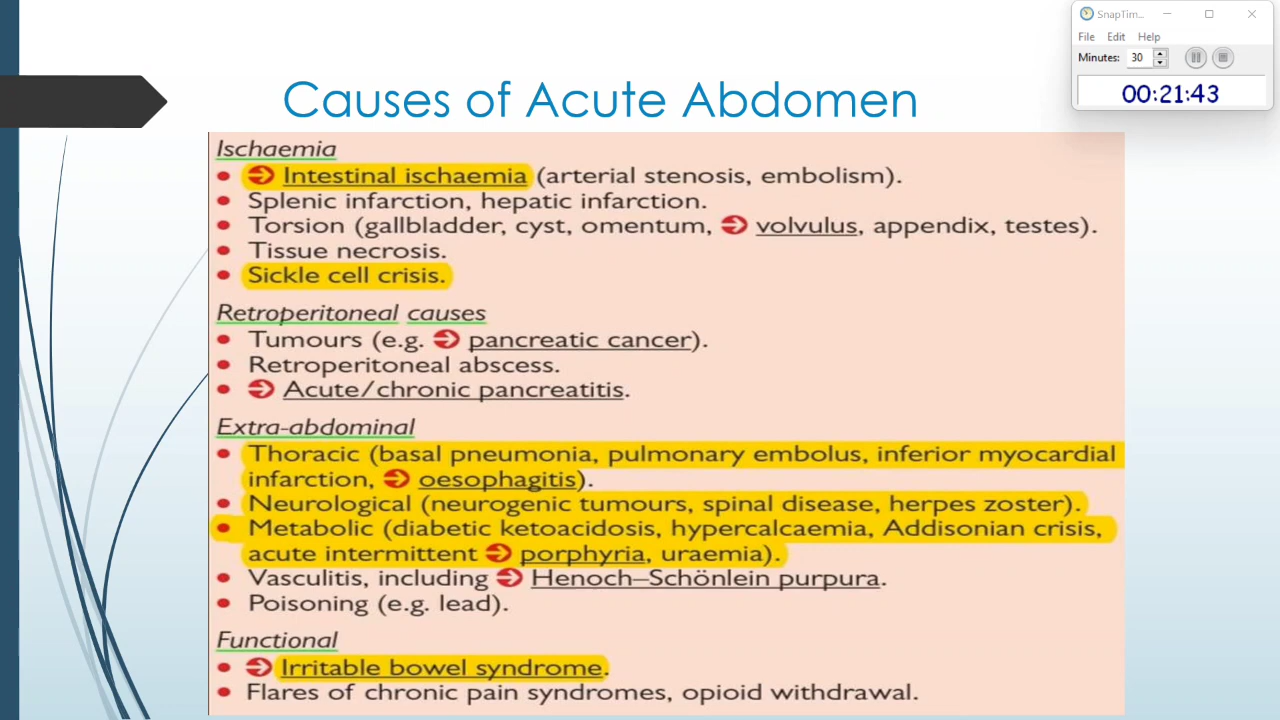 SnapTim...
File Edit Help
Minutes: 30
00:21:43
Causes of Acute Abdomen
Ischaemia
• Intestinal ischaemia (arterial stenosis, embolism).
• Splenic infarction, hepatic infarction.
• Torsion (gallbladder, cyst, omentum, volvulus, appendix, testes).
• Tissue necrosis.
• Sickle cell crisis.
Retroperitoneal causes
• Tumours (e.g. pancreatic cancer).
• Retroperitoneal abscess.
• Acute/chronic pancreatitis.
Extra-abdominal
• Thoracic (basal pneumonia, pulmonary embolus, inferior myocardial
infarction, oesophagitis).
• Neurological (neurogenic tumours, spinal disease, herpes zoster).
• Metabolic (diabetic ketoacidosis, hypercalcaemia, Addisonian crisis,
acute intermittent porphyria, uraemia).
• Vasculitis, including Henoch–Schönlein purpura.
• Poisoning (e.g. lead).
Functional
• Irritable bowel syndrome.
• Flares of chronic pain syndromes, opioid withdrawal.